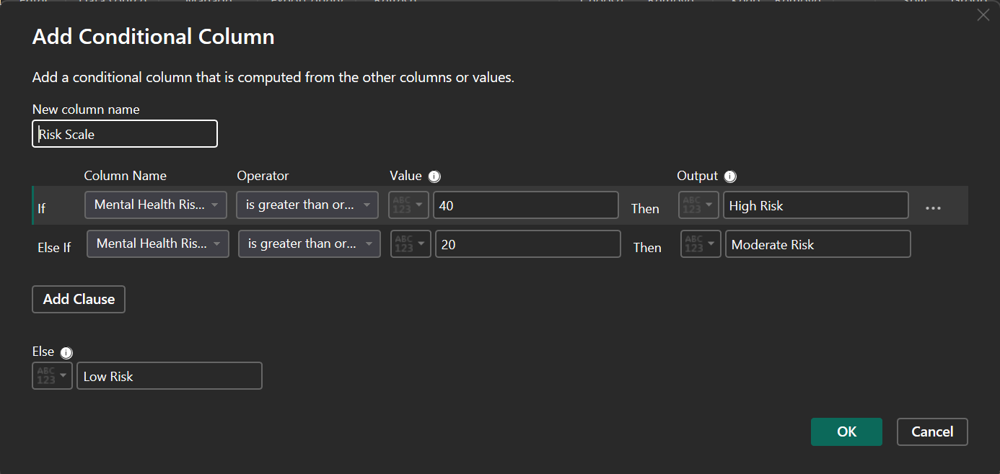 Add Conditional Column
Add a conditional column that is computed from the other columns or values.
New column name
Risk Scale
Column Name Operator Value Output
If Mental Health Ris... is greater than or... ABC 123 40 Then ABC 123 High Risk ...
Else If Mental Health Ris... is greater than or... ABC 123 20 Then ABC 123 Moderate Risk
Add Clause
Else
ABC 123 Low Risk
OK Cancel